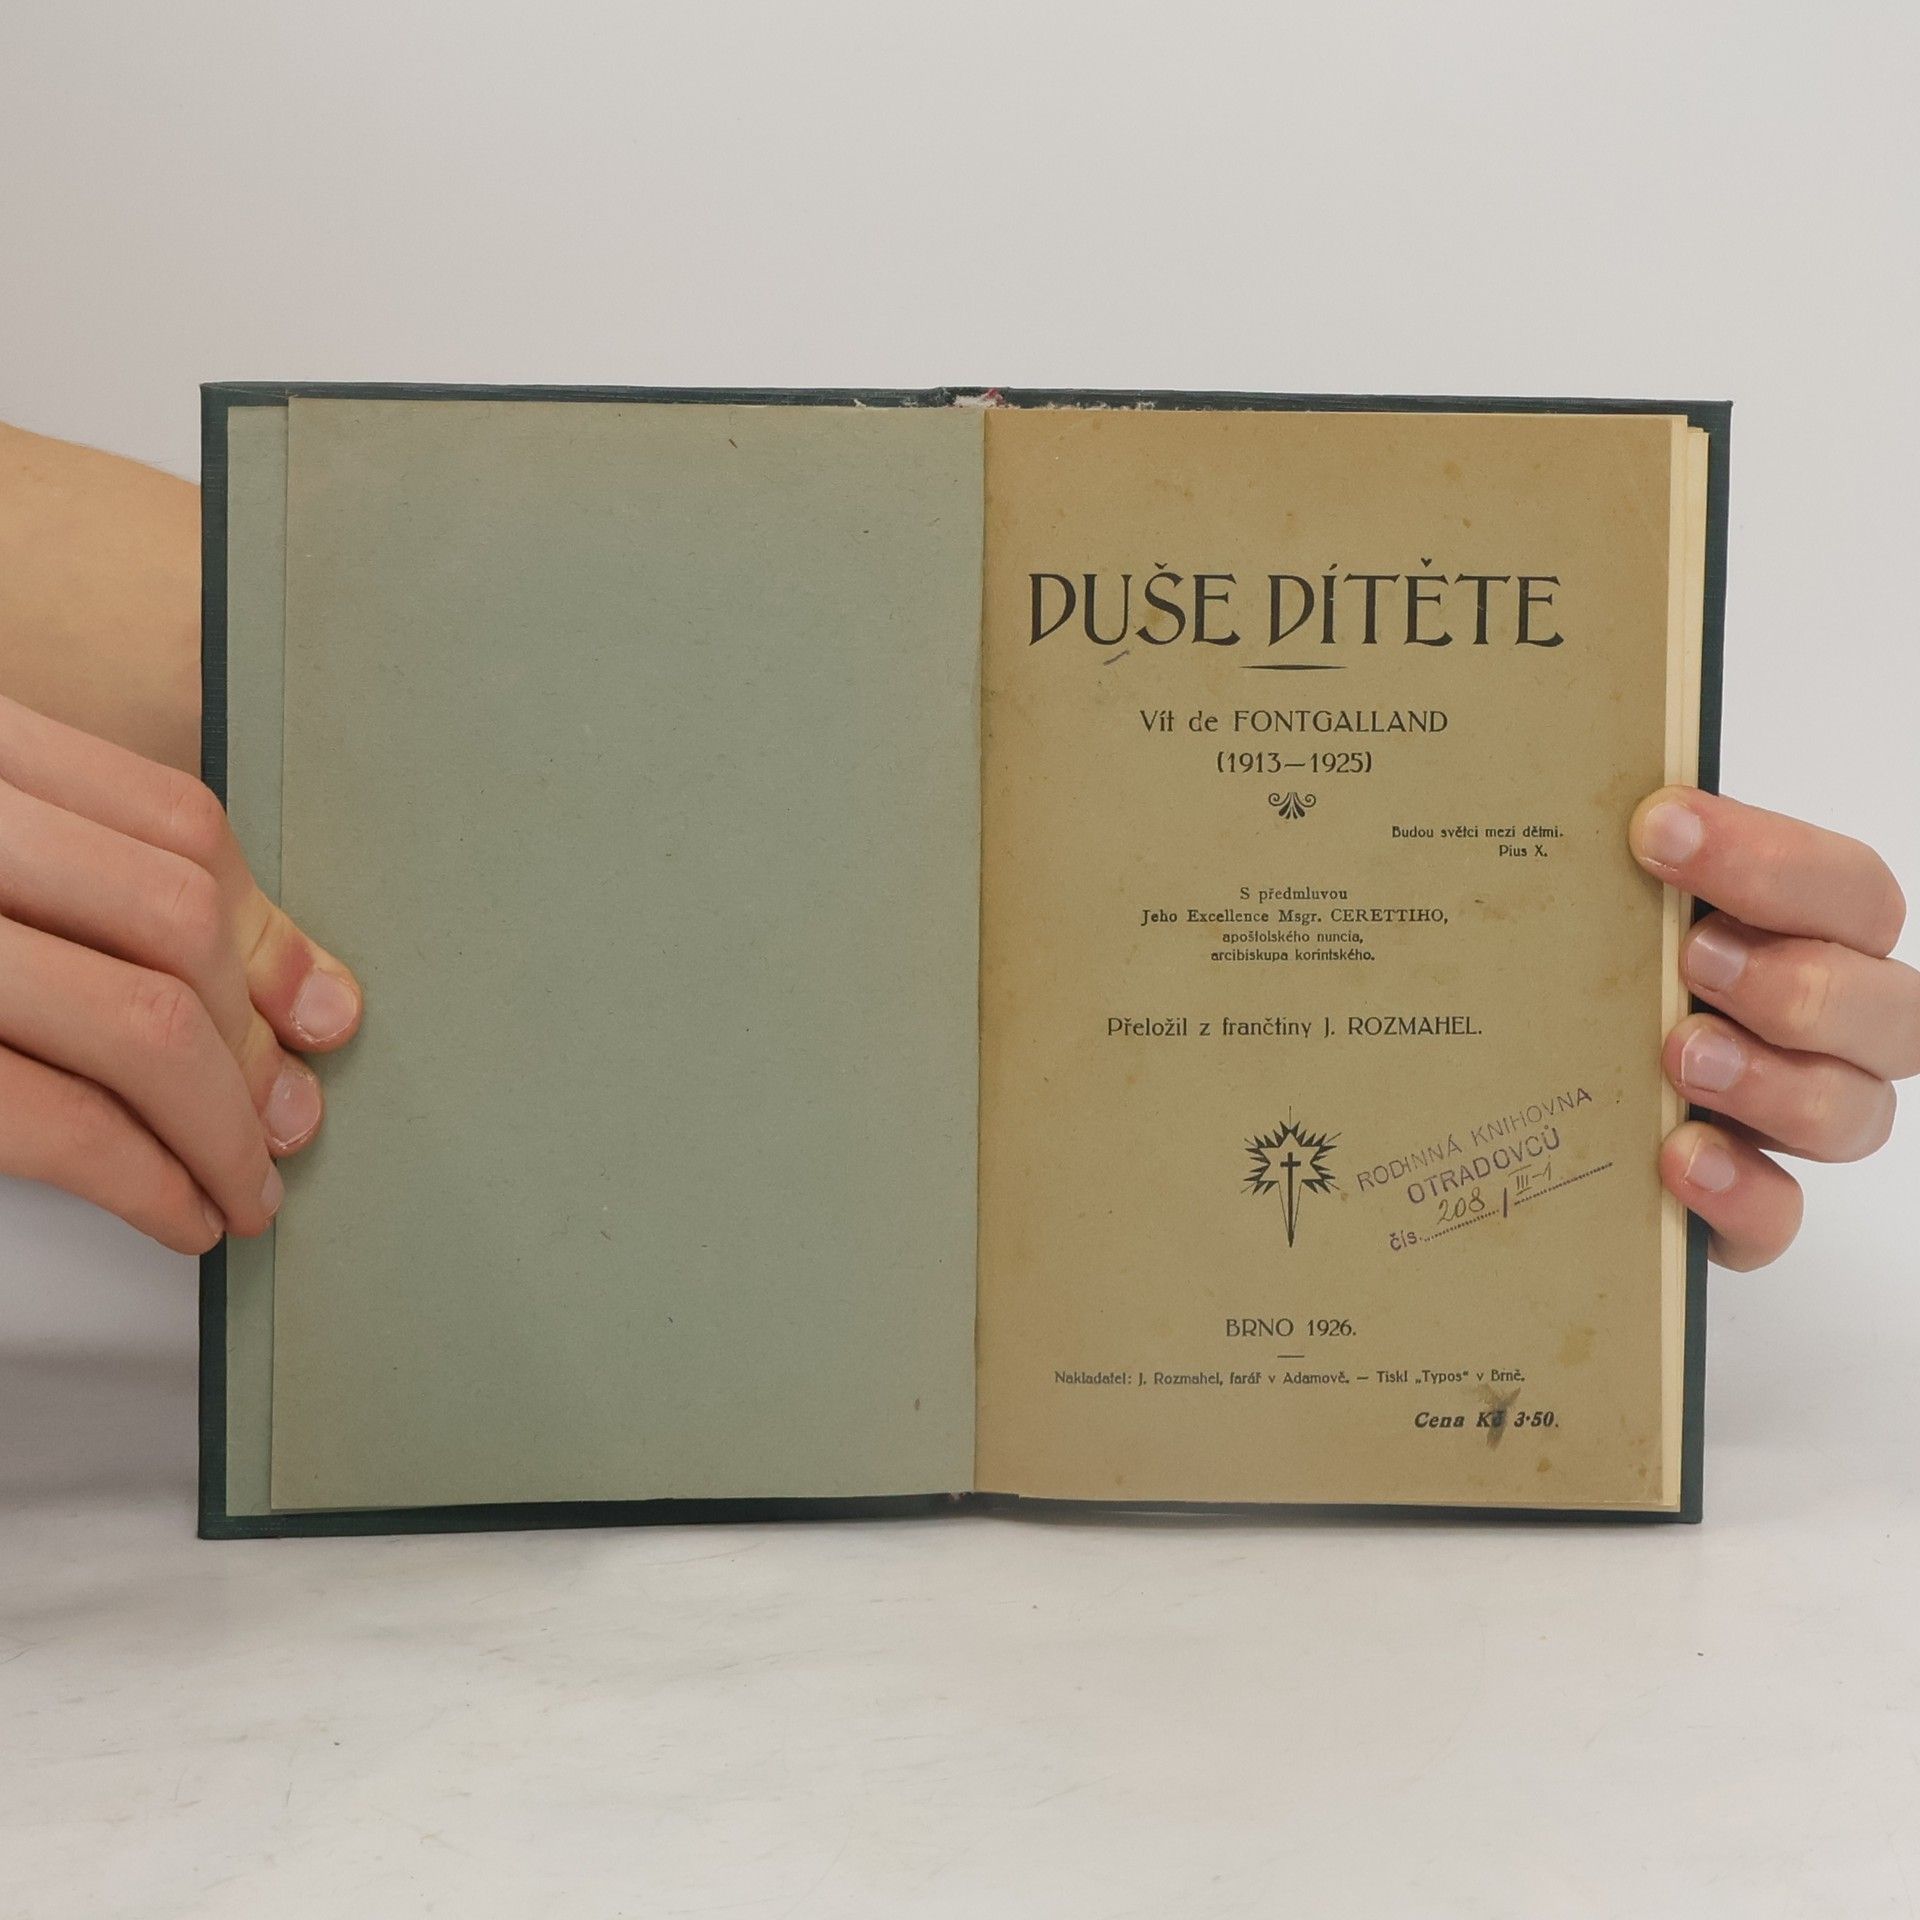 DUŠE DÍTĚTE
Vít de FONTGALLAND
(1913—1925)
Budou světci mezi dětmi.
Pius X.
S předmluvou
Jeho Excellence Msgr. CERETTIHO,
apoštolského nuncia,
arcibiskupa korintského.
Přeložil z frančtiny J. ROZMAHEL.
RODINNÁ KNIHOVNA
OTRADOVCŮ
čís. 208 / III-1
BRNO 1926.
Nakladatel: J. Rozmahel, farář v Adamově. — Tiskl „Typos“ v Brně.
Cena Kč 3·50.